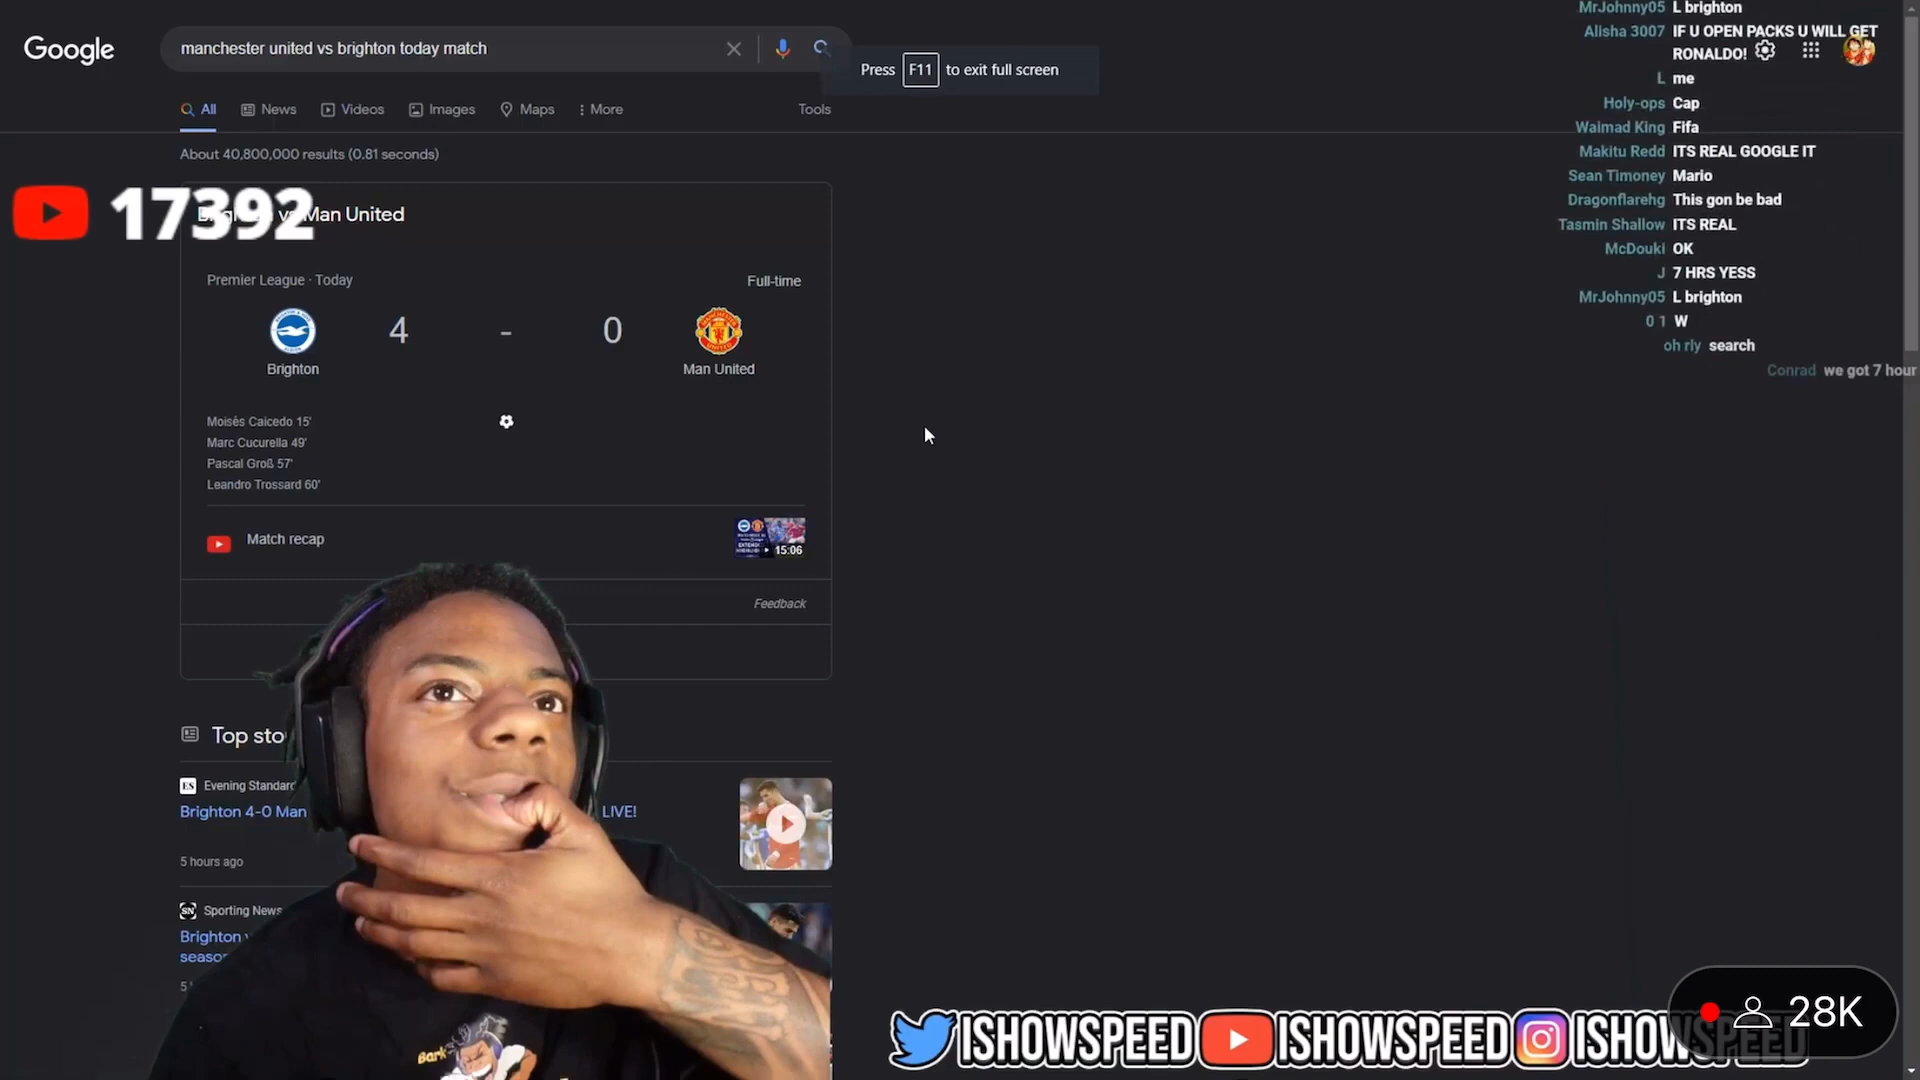 Google
manchester united vs brighton today match
Press F11 to exit full screen
All
News
Videos
Images
Maps
More
Tools
About 40,800,000 results (0.81 seconds)
17392
Man United
Premier League · Today
Full-time
4 - 0
Brighton
Man United
Moisés Caicedo 15'
Marc Cucurella 49'
Pascal Groß 57'
Leandro Trossard 60'
Match recap
15:06
Feedback
Top sto
ES Evening Standard
Brighton 4-0 Man
LIVE!
5 hours ago
SN Sporting News
Brighton
seaso
5
Bark
MrJohnny05 L brighton
Alisha 3007 IF U OPEN PACKS U WILL GET
RONALDO!
L me
Holy-ops Cap
Waimad King Fifa
Makitu Redd ITS REAL GOOGLE IT
Sean Timoney Mario
Dragonflarehg This gon be bad
Tasmin Shallow ITS REAL
McDouki OK
J 7 HRS YESS
MrJohnny05 L brighton
0 1 W
oh rly search
Conrad we got 7 hour
ISHOWSPEED
ISHOWSPEED
ISHOWSPEED
28K